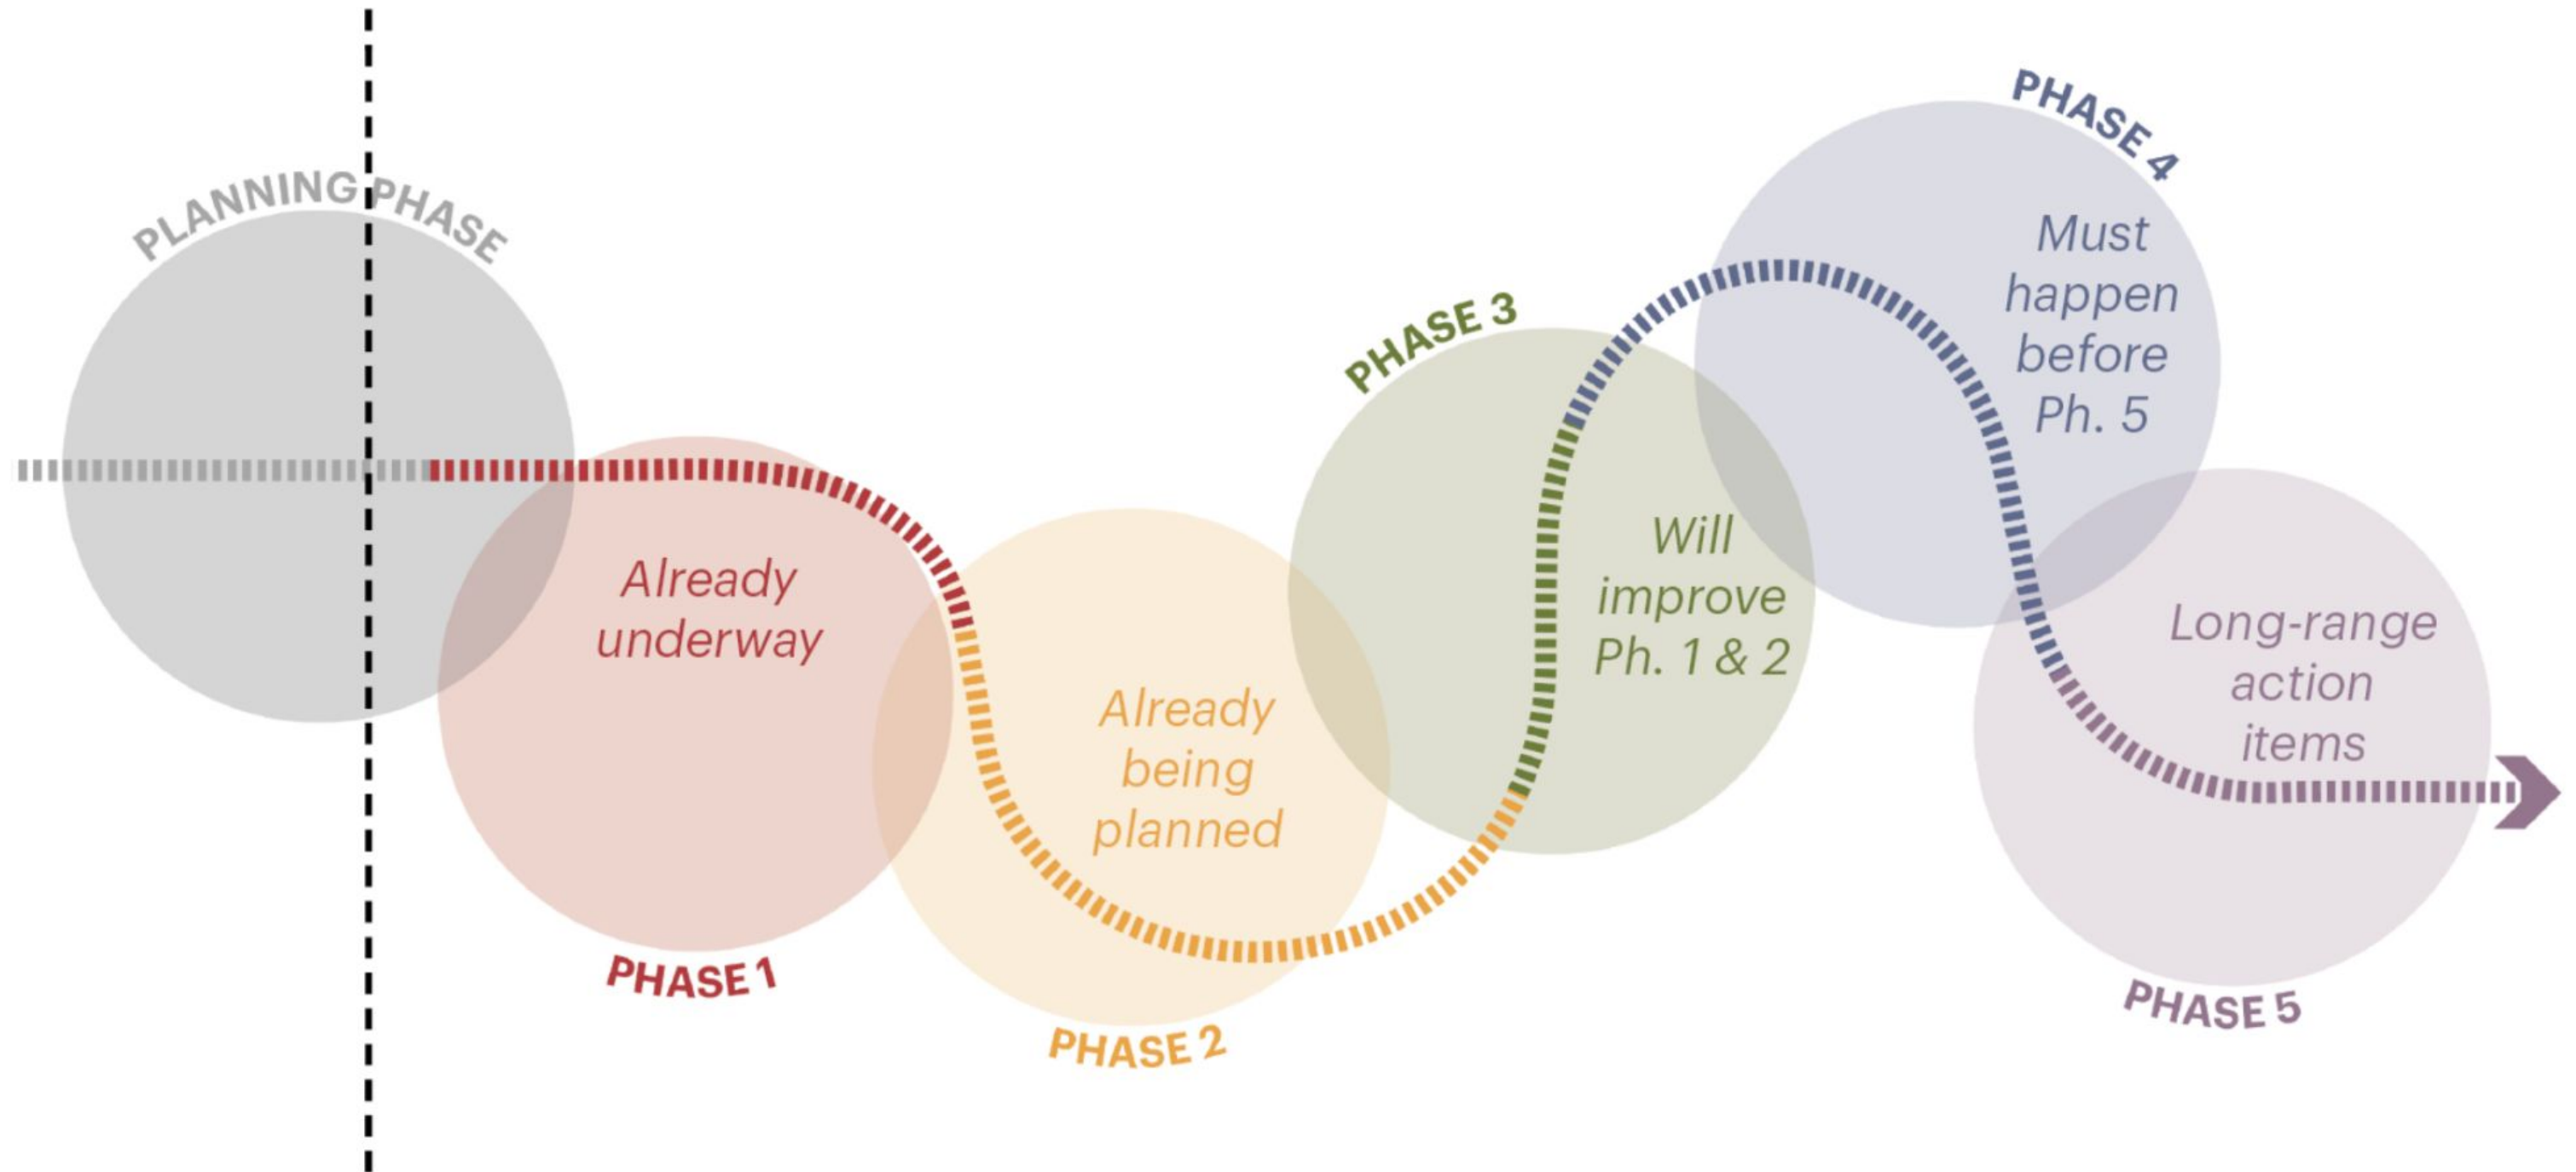 PLANNING PHASE
Already
underway
PHASE 1
Already
being
planned
PHASE 2
PHASE 3
Will
improve
Ph. 1 & 2
PHASE 4
Must
happen
before
Ph. 5
Long-range
action
items
PHASE 5